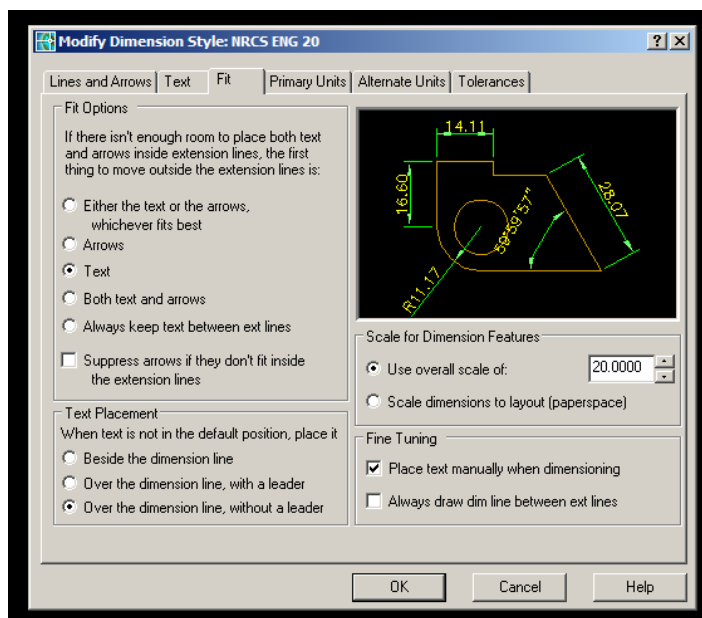 Modify Dimension Style: NRCS ENG 20
Lines and Arrows Text Fit Primary Units Alternate Units Tolerances
Fit Options
If there isn't enough room to place both text
and arrows inside extension lines, the first
thing to move outside the extension lines is:
Either the text or the arrows,
whichever fits best
Arrows
Text
Both text and arrows
Always keep text between ext lines
Suppress arrows if they don't fit inside
the extension lines
Text Placement
When text is not in the default position, place it
Beside the dimension line
Over the dimension line, with a leader
Over the dimension line, without a leader
14.11
16.60
28.07
59°59'57"
R11.17
Scale for Dimension Features
Use overall scale of: 20.0000
Scale dimensions to layout (paperspace)
Fine Tuning
Place text manually when dimensioning
Always draw dim line between ext lines
OK Cancel Help